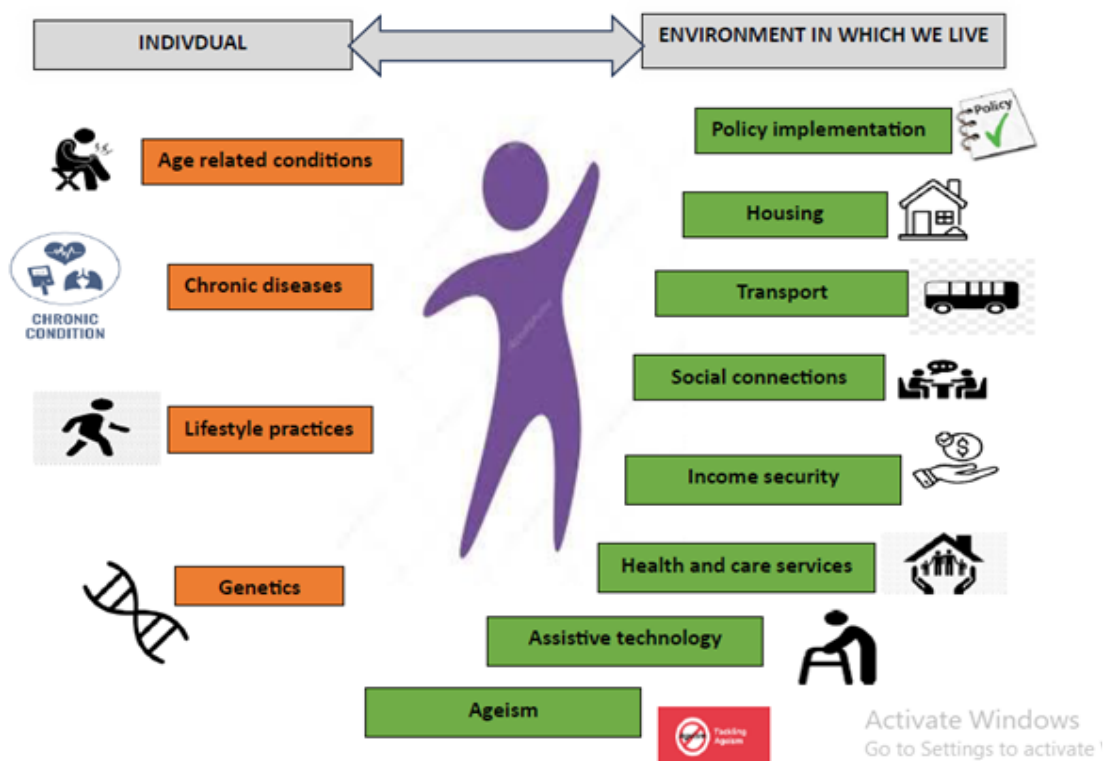 INDIVDUAL
ENVIRONMENT IN WHICH WE LIVE
Age related conditions
CHRONIC
CONDITION
Chronic diseases
Lifestyle practices
Genetics
Policy implementation
Policy
Housing
Transport
Social connections
Income security
Health and care services
Assistive technology
Ageism
Tackling
Ageism
Activate Windows
Go to Settings to activate